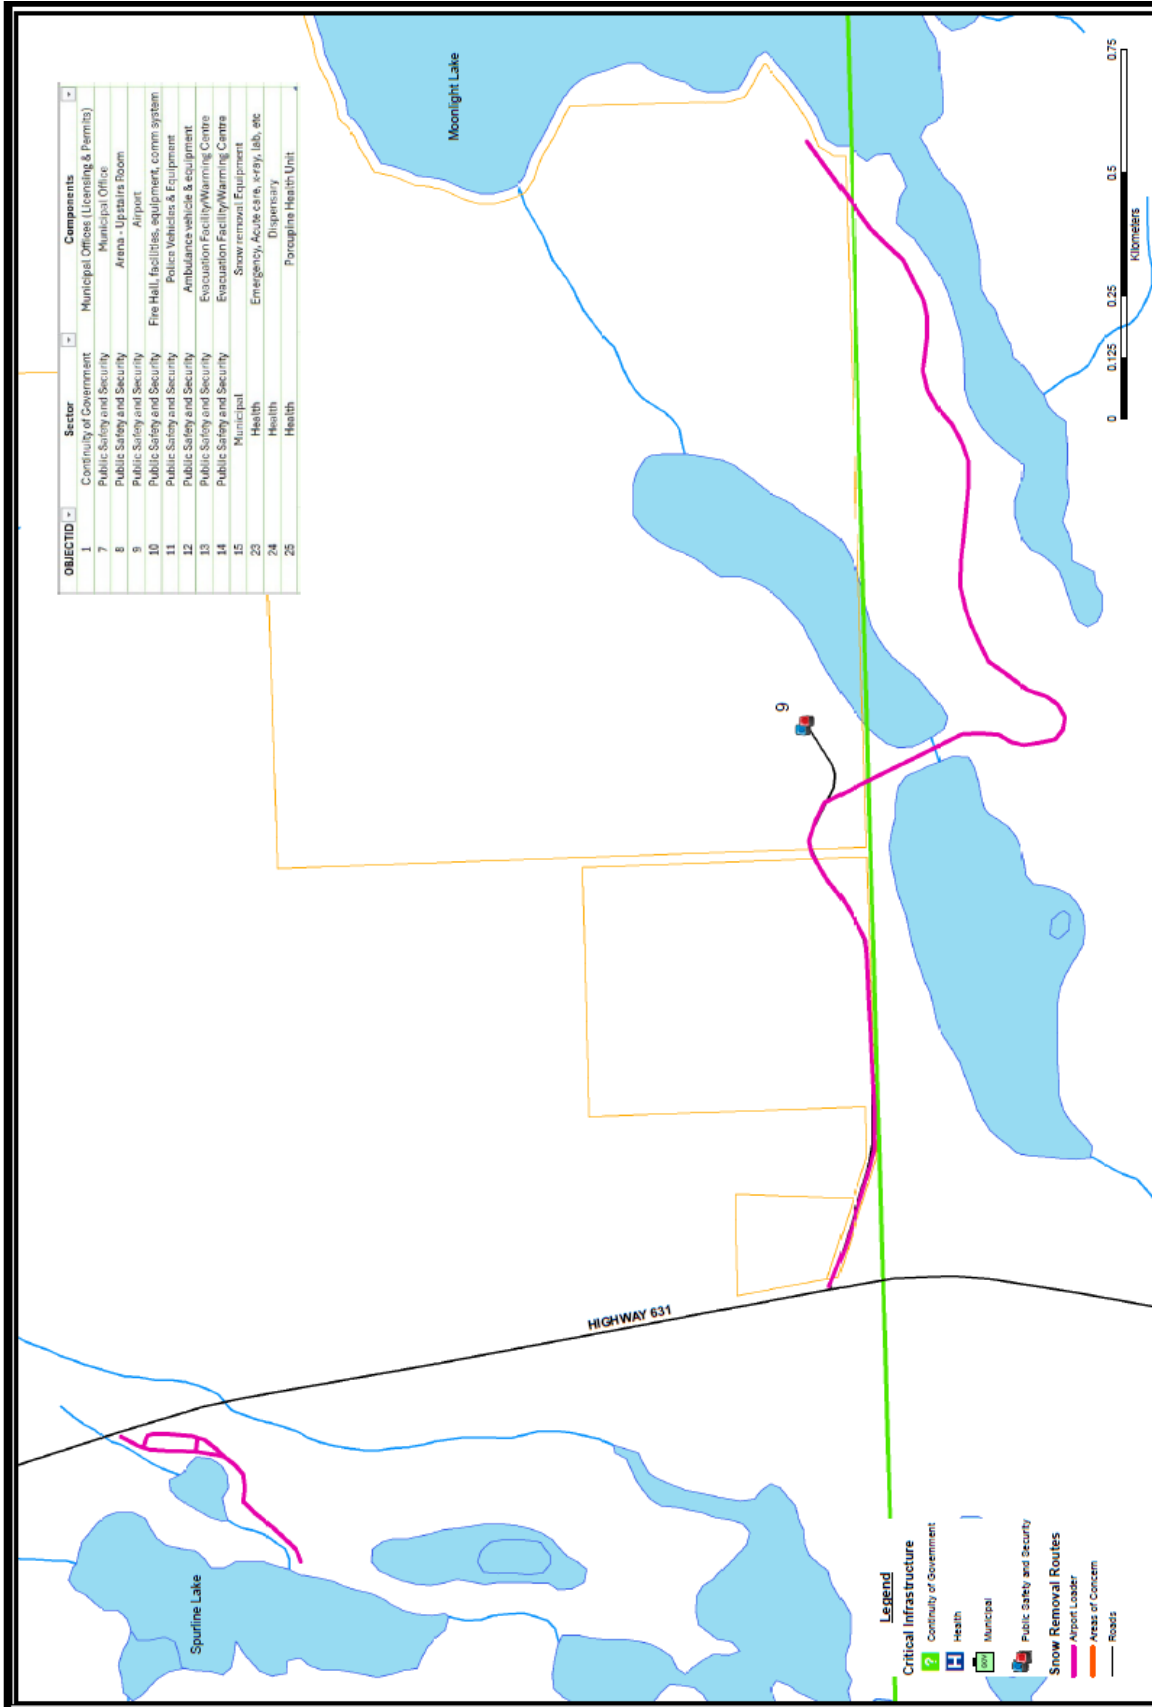 OBJECTID Sector Components
1 Continuity of Government Municipal Offices (Licensing & Permits)
7 Public Safety and Security Municipal Office
8 Public Safety and Security Arena - Upstairs Room
9 Public Safety and Security Airport
10 Public Safety and Security Fire Hall, facilities, equipment, comm system
11 Public Safety and Security Police Vehicles & Equipment
12 Public Safety and Security Ambulance vehicle & equipment
13 Public Safety and Security Evacuation Facility/Warming Centre
14 Public Safety and Security Evacuation Facility/Warming Centre
15 Municipal Snow removal Equipment
23 Health Emergency, Acute care, x-ray, lab, etc
24 Health Dispensary
25 Health Porcupine Health Unit
Moonlight Lake
9
HIGHWAY 631
Spurline Lake
Legend
Critical Infrastructure
? Continuity of Government
H Health
GOV Municipal
Public Safety and Security
Snow Removal Routes
Airport Loader
Areas of Concern
Roads
0 0.125 0.25 0.5 0.75
Kilometers